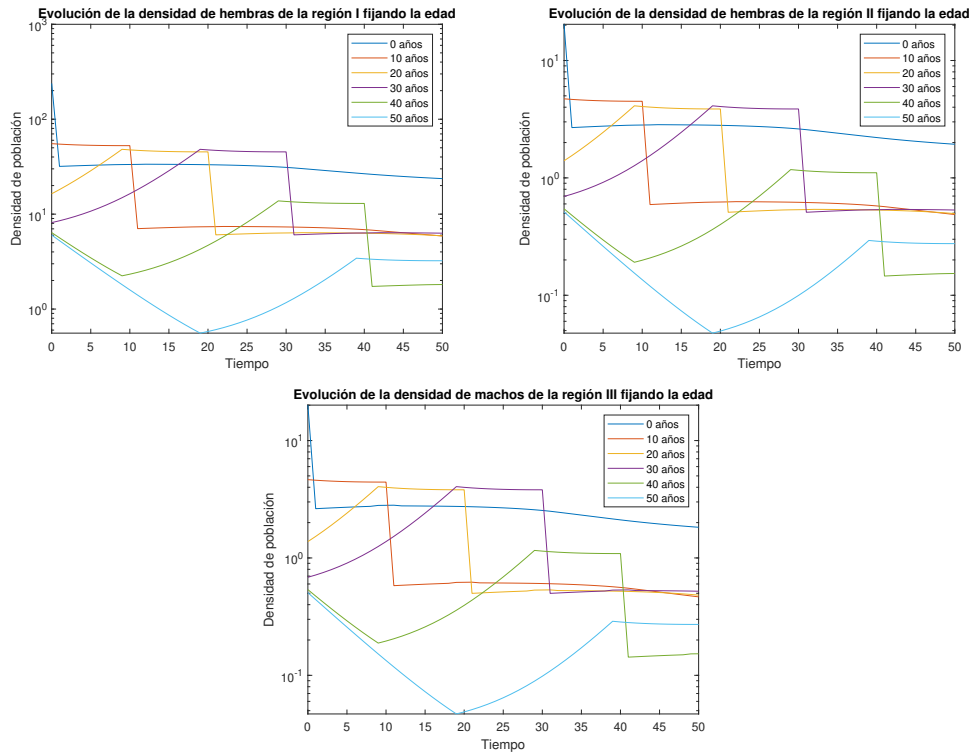 Evolución de la densidad de hembras de la región I fijando la edad
10^3
10^2
10^1
10^0
Densidad de población
0 años
10 años
20 años
30 años
40 años
50 años
0 5 10 15 20 25 30 35 40 45 50
Tiempo
Evolución de la densidad de hembras de la región II fijando la edad
10^1
10^0
10^-1
Densidad de población
0 años
10 años
20 años
30 años
40 años
50 años
0 5 10 15 20 25 30 35 40 45 50
Tiempo
Evolución de la densidad de machos de la región III fijando la edad
10^1
10^0
10^-1
Densidad de población
0 años
10 años
20 años
30 años
40 años
50 años
0 5 10 15 20 25 30 35 40 45 50
Tiempo